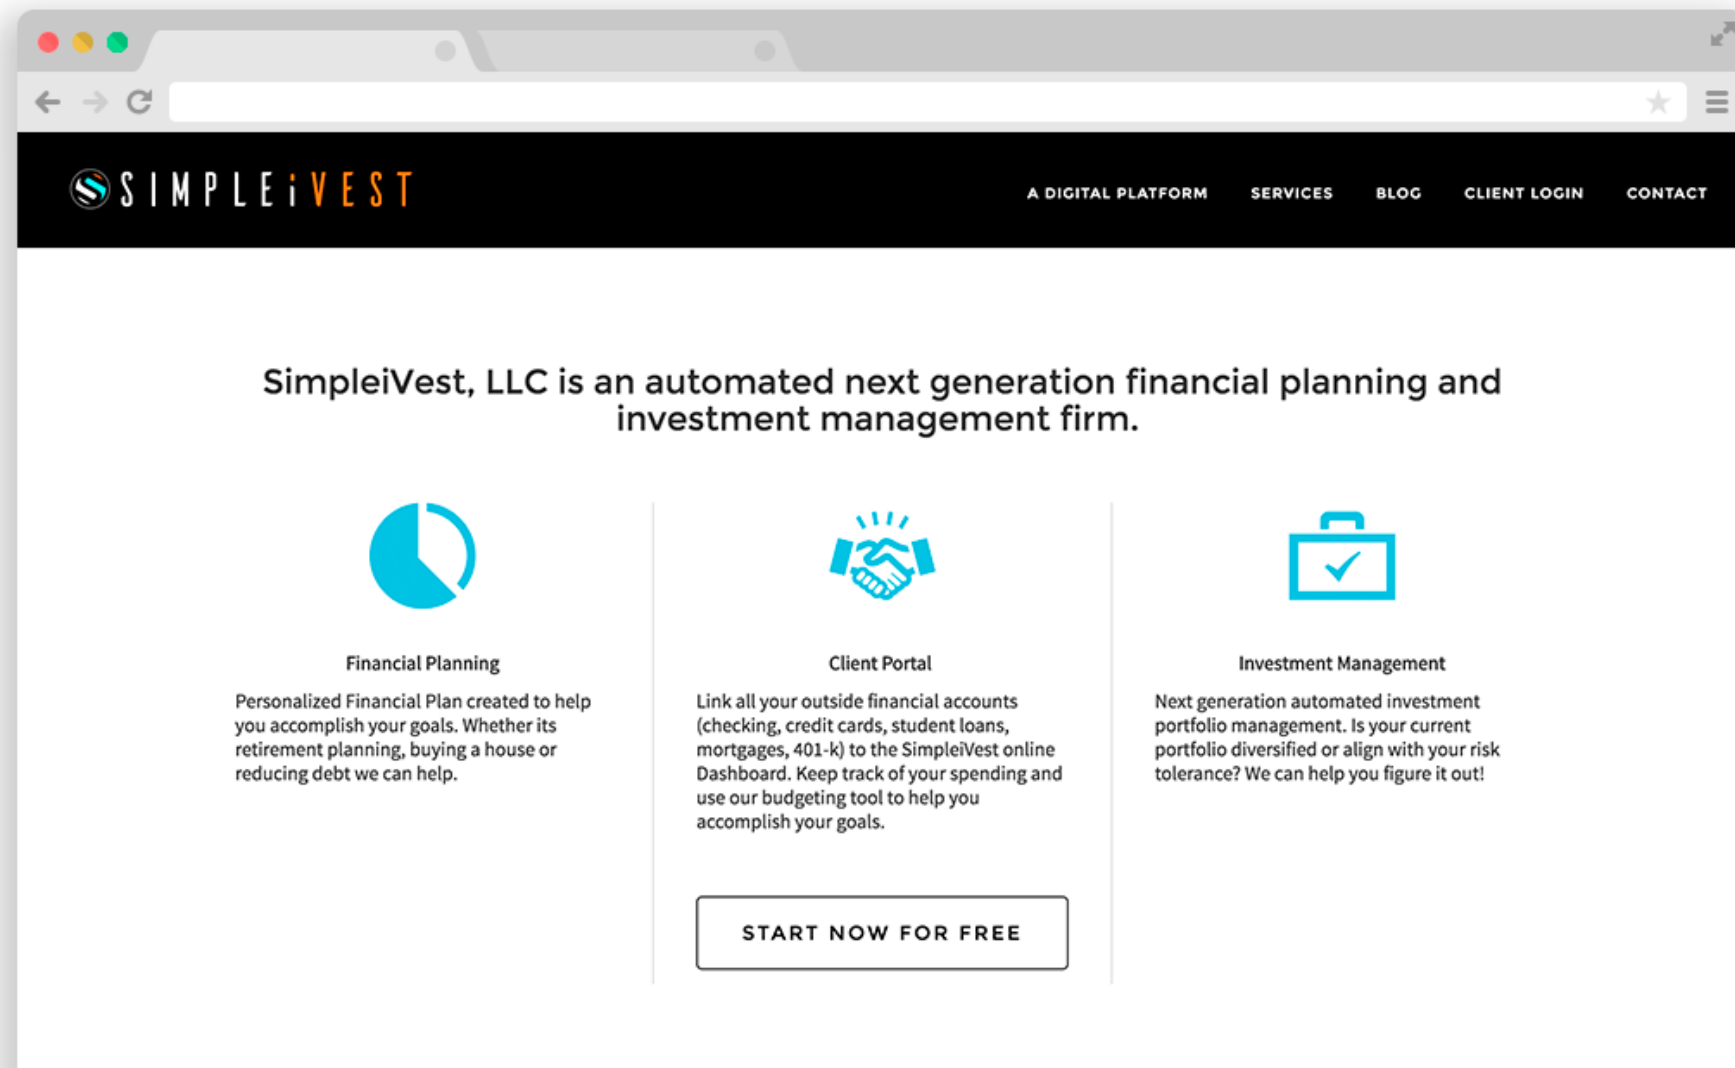 SIMPLEiVEST
A DIGITAL PLATFORM SERVICES BLOG CLIENT LOGIN CONTACT
SimpleiVest, LLC is an automated next generation financial planning and
investment management firm.
Financial Planning
Personalized Financial Plan created to help
you accomplish your goals. Whether its
retirement planning, buying a house or
reducing debt we can help.
Client Portal
Link all your outside financial accounts
(checking, credit cards, student loans,
mortgages, 401-k) to the SimpleiVest online
Dashboard. Keep track of your spending and
use our budgeting tool to help you
accomplish your goals.
START NOW FOR FREE
Investment Management
Next generation automated investment
portfolio management. Is your current
portfolio diversified or align with your risk
tolerance? We can help you figure it out!